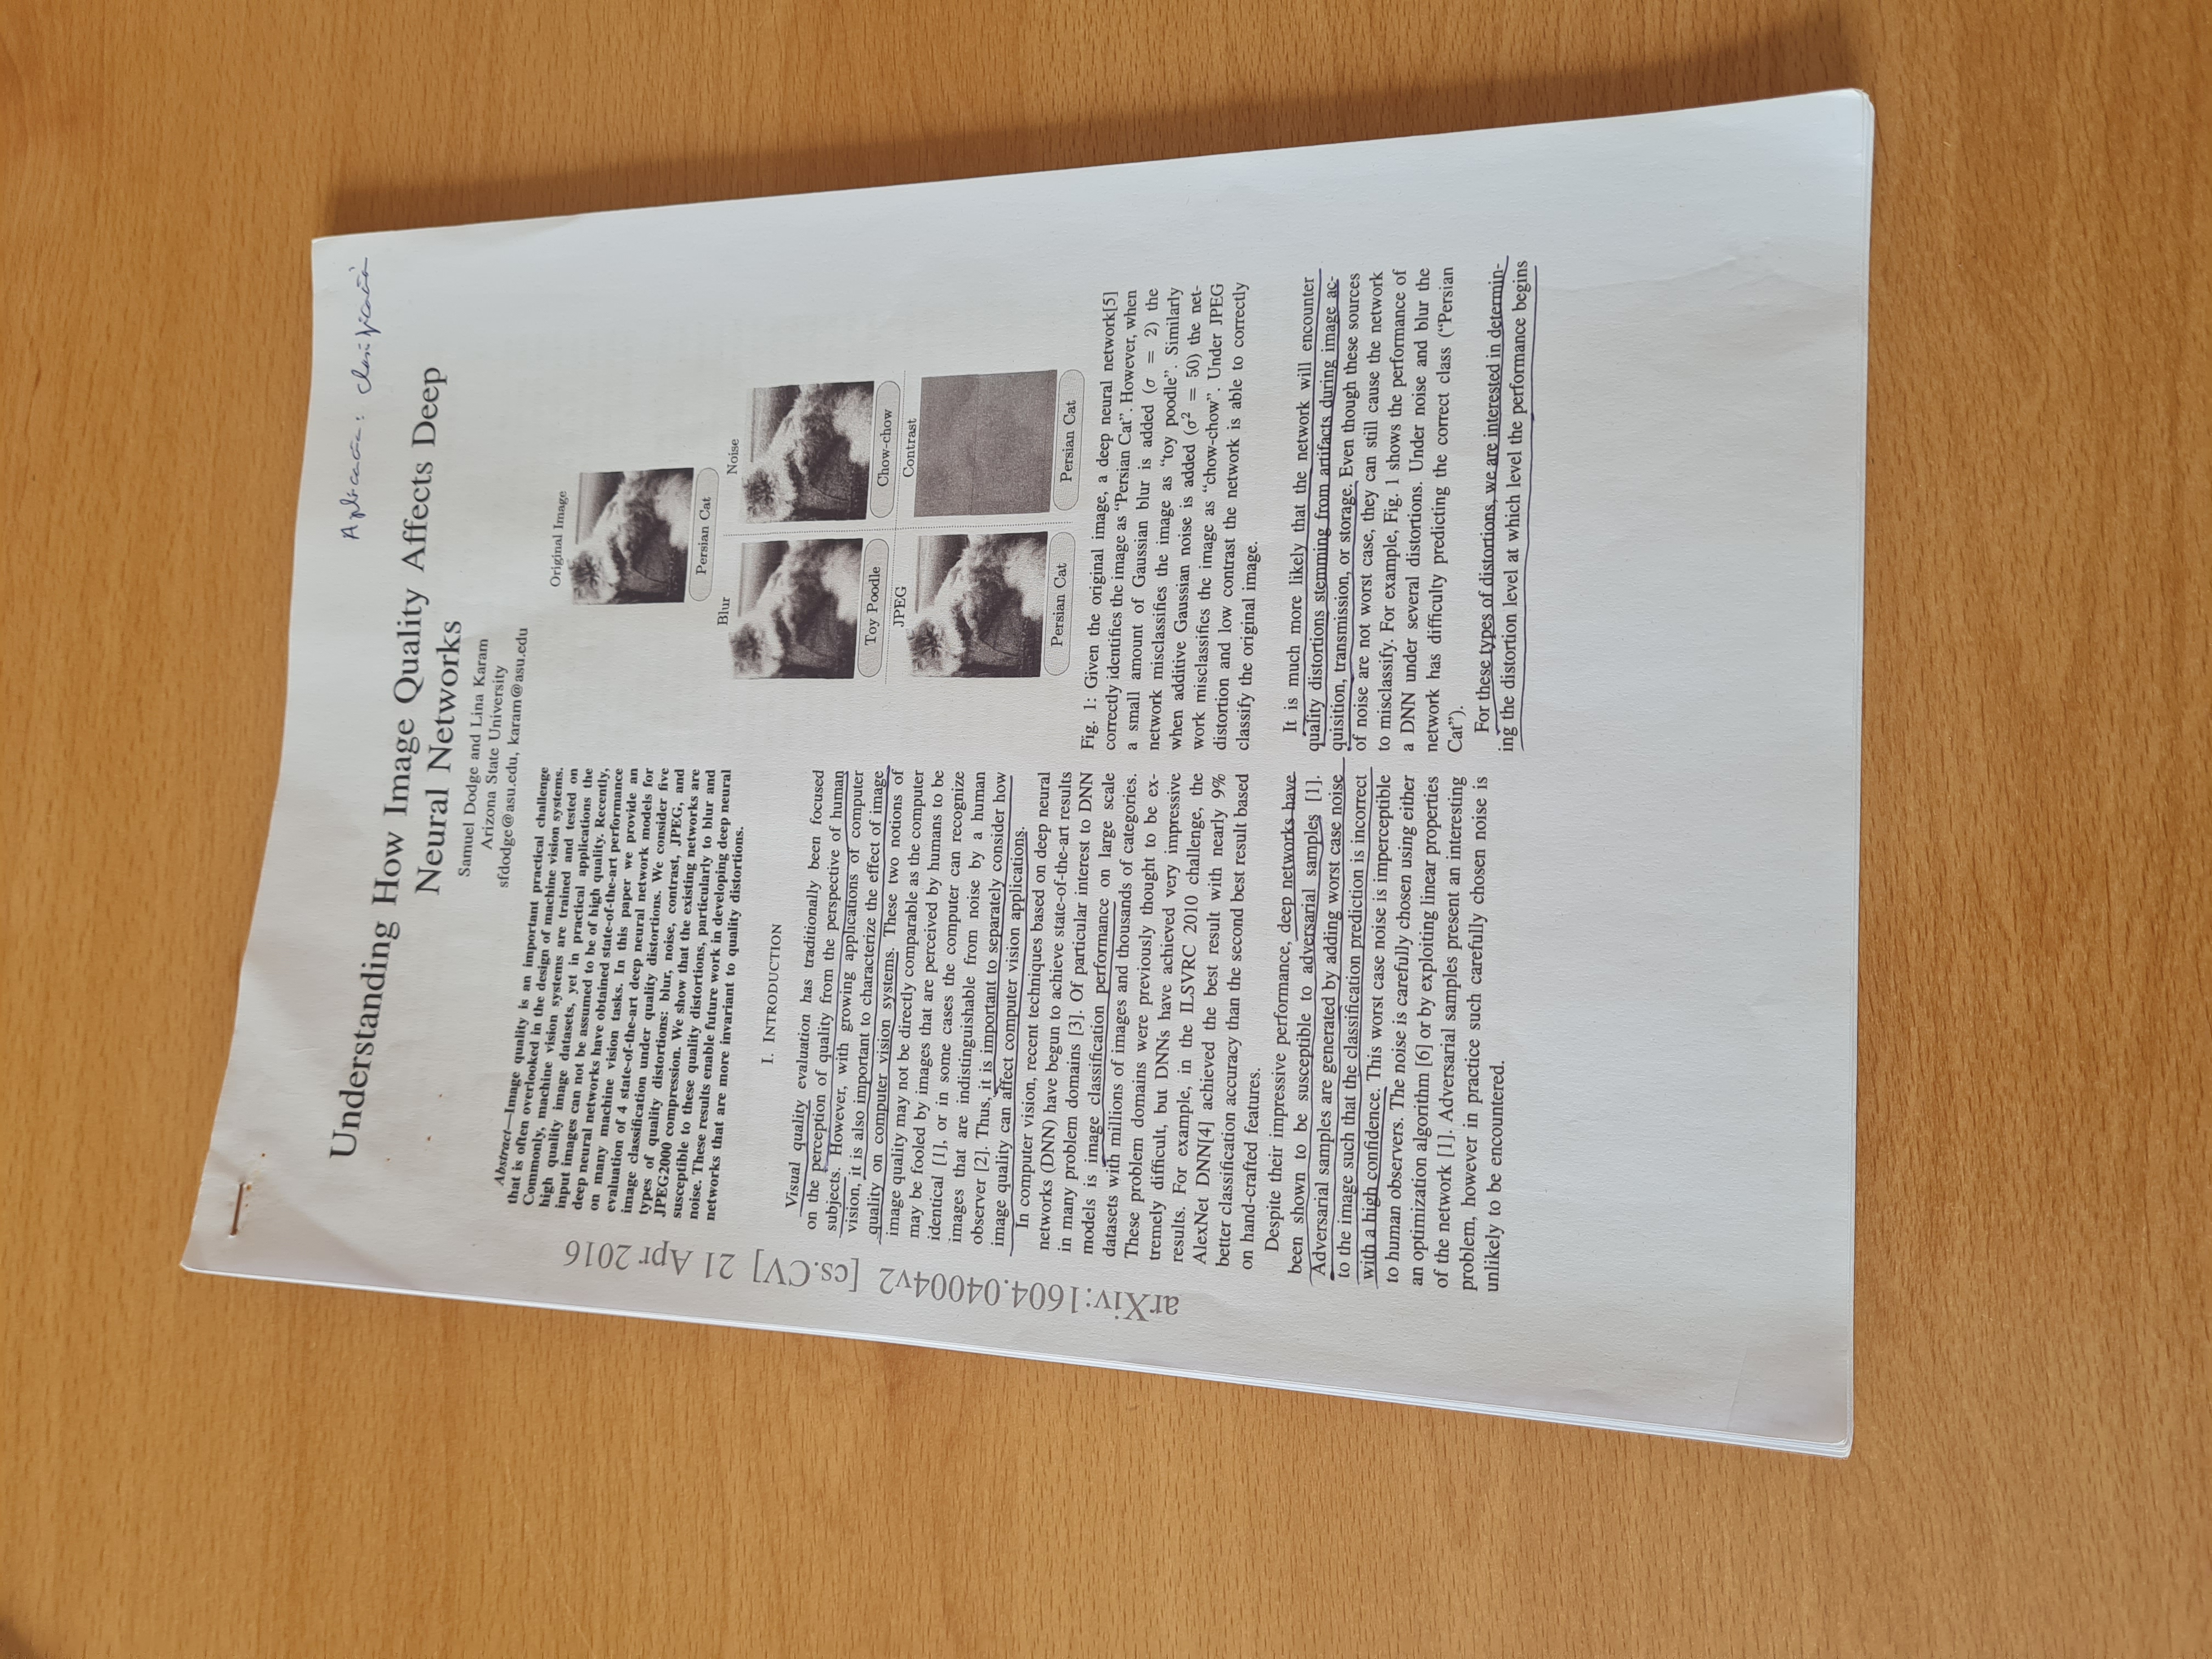 Aplicación: Clasificación
Understanding How Image Quality Affects Deep
Neural Networks
Samuel Dodge and Lina Karam
Arizona State University
sfdodge@asu.edu, karam@asu.edu
arXiv:1604.04004v2 [cs.CV] 21 Apr 2016
Abstract—Image quality is an important practical challenge
that is often overlooked in the design of machine vision systems.
Commonly, machine vision systems are trained and tested on
high quality image datasets, yet in practical applications the
input images can not be assumed to be of high quality. Recently,
deep neural networks have obtained state-of-the-art performance
on many machine vision tasks. In this paper we provide an
evaluation of 4 state-of-the-art deep neural network models for
image classification under quality distortions. We consider five
types of quality distortions: blur, noise, contrast, JPEG, and
JPEG2000 compression. We show that the existing networks are
susceptible to these quality distortions, particularly to blur and
noise. These results enable future work in developing deep neural
networks that are more invariant to quality distortions.
I. INTRODUCTION
Visual quality evaluation has traditionally been focused
on the perception of quality from the perspective of human
subjects. However, with growing applications of computer
vision, it is also important to characterize the effect of image
quality on computer vision systems. These two notions of
image quality may not be directly comparable as the computer
may be fooled by images that are perceived by humans to be
identical [1], or in some cases the computer can recognize
images that are indistinguishable from noise by a human
observer [2]. Thus, it is important to separately consider how
image quality can affect computer vision applications.
In computer vision, recent techniques based on deep neural
networks (DNN) have begun to achieve state-of-the-art results
in many problem domains [3]. Of particular interest to DNN
models is image classification performance on large scale
datasets with millions of images and thousands of categories.
These problem domains were previously thought to be ex-
tremely difficult, but DNNs have achieved very impressive
results. For example, in the ILSVRC 2010 challenge, the
AlexNet DNN[4] achieved the best result with nearly 9%
better classification accuracy than the second best result based
on hand-crafted features.
Despite their impressive performance, deep networks have
been shown to be susceptible to adversarial samples [1].
Adversarial samples are generated by adding worst case noise
to the image such that the classification prediction is incorrect
with a high confidence. This worst case noise is imperceptible
to human observers. The noise is carefully chosen using either
an optimization algorithm [6] or by exploiting linear properties
of the network [1]. Adversarial samples present an interesting
problem, however in practice such carefully chosen noise is
unlikely to be encountered.
Original Image
Persian Cat
Blur
Noise
Toy Poodle
Chow-chow
JPEG
Contrast
Persian Cat
Persian Cat
Fig. 1: Given the original image, a deep neural network[5]
correctly identifies the image as “Persian Cat”. However, when
a small amount of Gaussian blur is added (σ = 2) the
network misclassifies the image as “toy poodle”. Similarly
when additive Gaussian noise is added (σ² = 50) the net-
work misclassifies the image as “chow-chow”. Under JPEG
distortion and low contrast the network is able to correctly
classify the original image.
It is much more likely that the network will encounter
quality distortions stemming from artifacts during image ac-
quisition, transmission, or storage. Even though these sources
of noise are not worst case, they can still cause the network
to misclassify. For example, Fig. 1 shows the performance of
a DNN under several distortions. Under noise and blur the
network has difficulty predicting the correct class (“Persian
Cat”).
For these types of distortions, we are interested in determin-
ing the distortion level at which level the performance begins